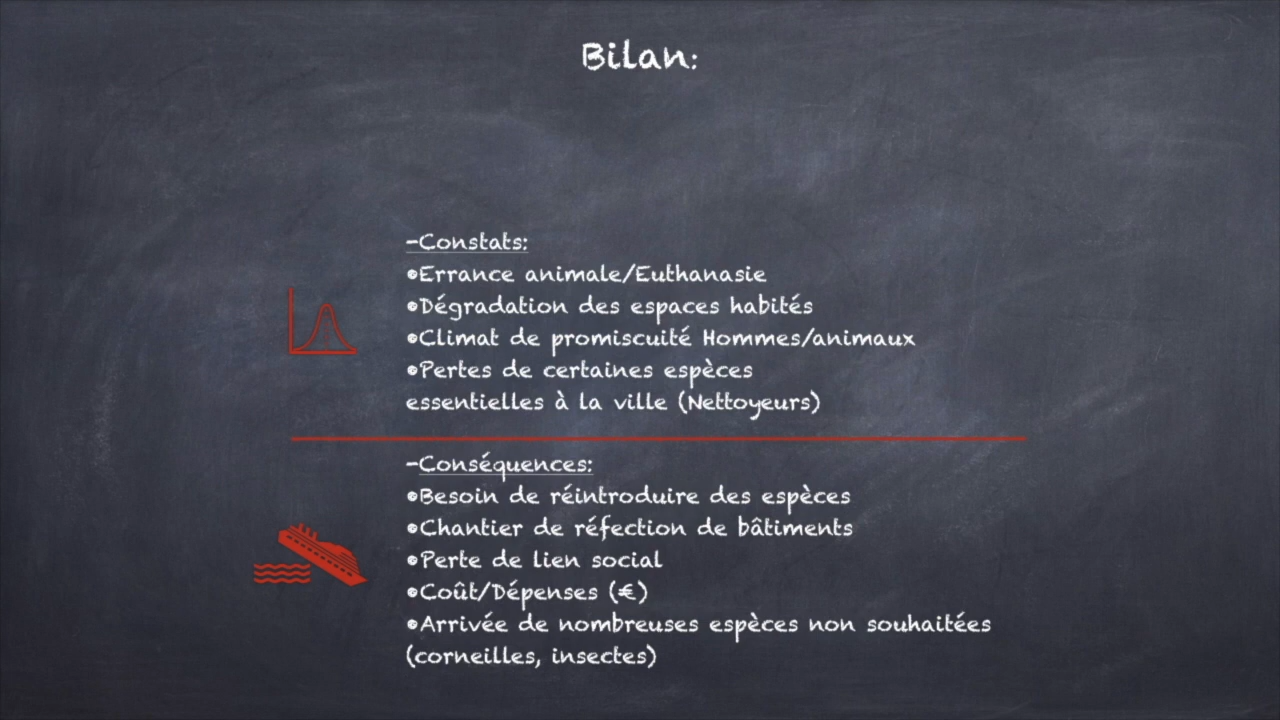 Bilan:
-Constats:
•Errance animale/Euthanasie
•Dégradation des espaces habités
•Climat de promiscuité Hommes/animaux
•Pertes de certaines espèces
essentielles à la ville (Nettoyeurs)
-Conséquences:
•Besoin de réintroduire des espèces
•Chantier de réfection de bâtiments
•Perte de lien social
•Coût/Dépenses (€)
•Arrivée de nombreuses espèces non souhaitées
(corneilles, insectes)